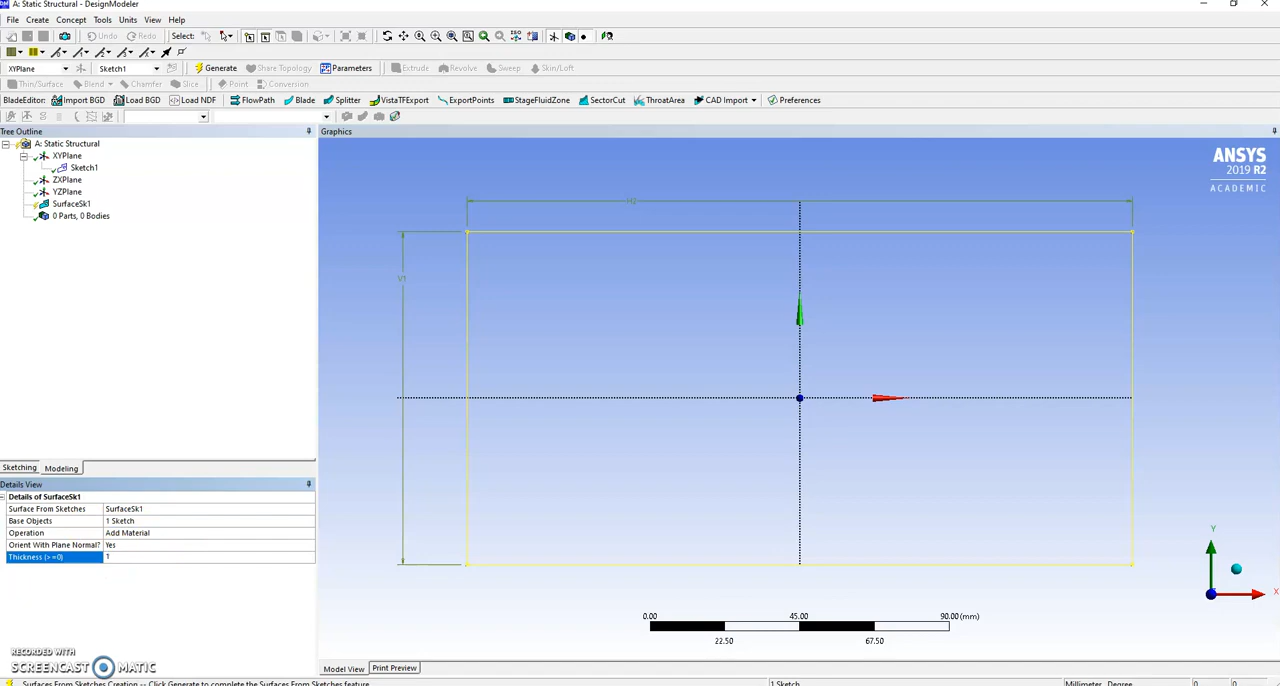 A: Static Structural - DesignModeler
File Create Concept Tools Units View Help
Undo Redo Select:
XYPlane Sketch1 Generate Share Topology Parameters Extrude Revolve Sweep Skin/Loft
Thin/Surface Blend Chamfer Slice Point Conversion
BladeEditor: Import BGD Load BGD Load NDF FlowPath Blade Splitter VistaTFExport ExportPoints StageFluidZone SectorCut ThroatArea CAD Import Preferences
Tree Outline
Graphics
A: Static Structural
XYPlane
Sketch1
ZXPlane
YZPlane
SurfaceSk1
0 Parts, 0 Bodies
ANSYS
2019 R2
ACADEMIC
H2
V1
Sketching Modeling
Details View
Details of SurfaceSk1
Surface From Sketches SurfaceSk1
Base Objects 1 Sketch
Operation Add Material
Orient With Plane Normal? Yes
Thickness (>=0) 1
Y
X
0.00 45.00 90.00 (mm)
22.50 67.50
RECORDED WITH
SCREENCAST MATIC
Model View Print Preview
Surfaces From Sketches Creation -- Click Generate to complete the Surfaces From Sketches feature 1 Sketch Millimeter Degree 0 0